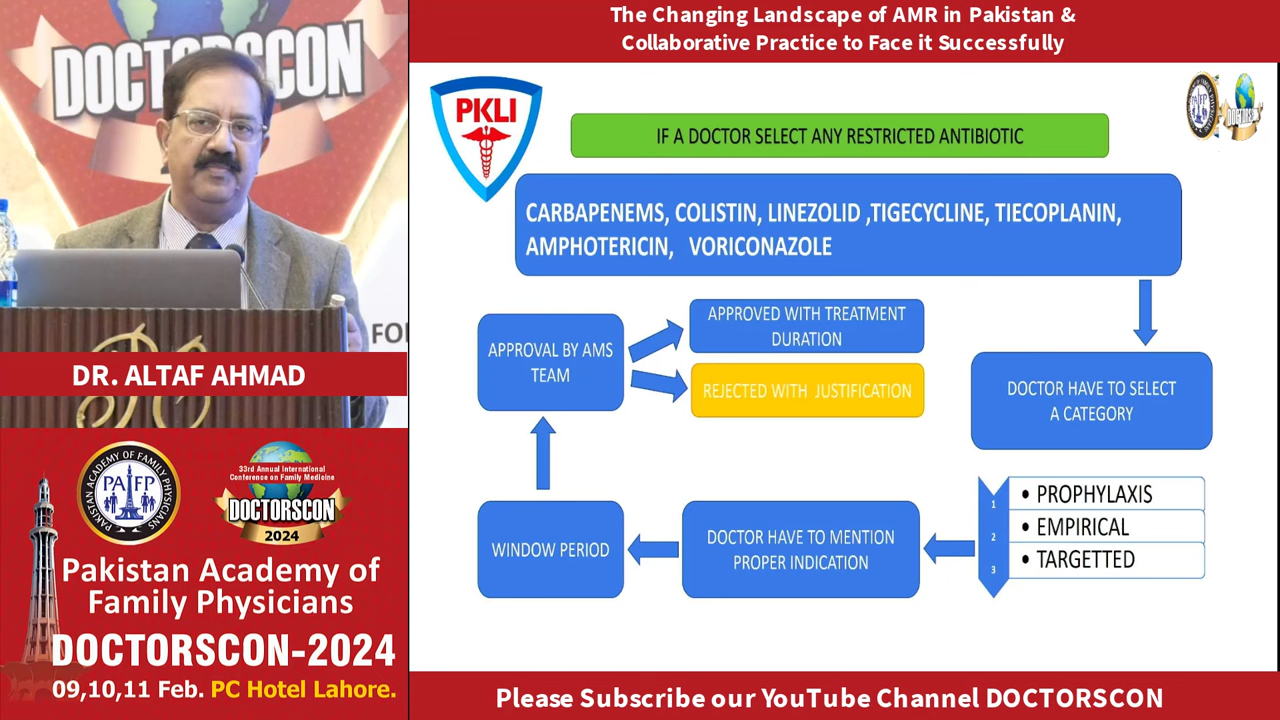 DOCTORSCON
FOR
DR. ALTAF AHMAD
PAKISTAN ACADEMY OF FAMILY PHYSICIANS
PAFP
33rd Annual International
Conference on Family Medicine
DOCTORSCON
2024
Pakistan Academy of
Family Physicians
DOCTORSCON-2024
09,10,11 Feb. PC Hotel Lahore.
The Changing Landscape of AMR in Pakistan &
Collaborative Practice to Face it Successfully
PKLI
PAFP
DOCTORS
IF A DOCTOR SELECT ANY RESTRICTED ANTIBIOTIC
CARBAPENEMS, COLISTIN, LINEZOLID ,TIGECYCLINE, TIECOPLANIN,
AMPHOTERICIN, VORICONAZOLE
DOCTOR HAVE TO SELECT
A CATEGORY
1
• PROPHYLAXIS
2
• EMPIRICAL
3
• TARGETTED
DOCTOR HAVE TO MENTION
PROPER INDICATION
WINDOW PERIOD
APPROVAL BY AMS
TEAM
APPROVED WITH TREATMENT
DURATION
REJECTED WITH JUSTIFICATION
Please Subscribe our YouTube Channel DOCTORSCON